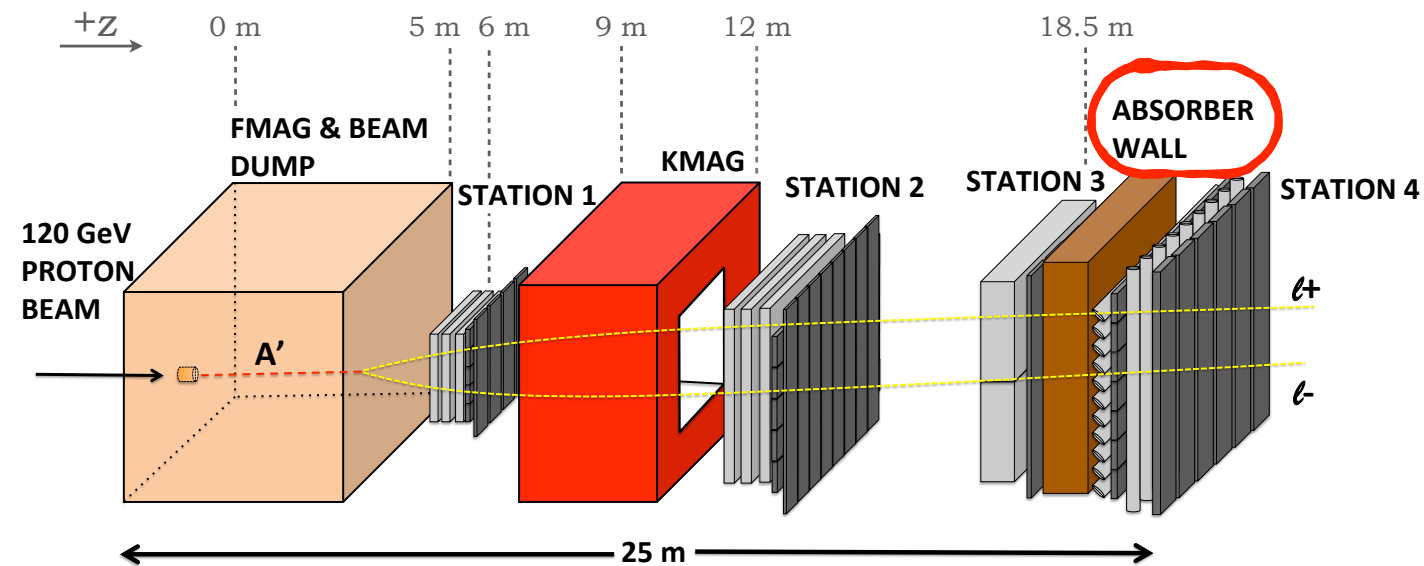 +z
0 m
5 m
6 m
9 m
12 m
18.5 m
FMAG & BEAM
DUMP
STATION 1
KMAG
STATION 2
STATION 3
ABSORBER
WALL
STATION 4
120 GeV
PROTON
BEAM
A’
ℓ+
ℓ-
25 m